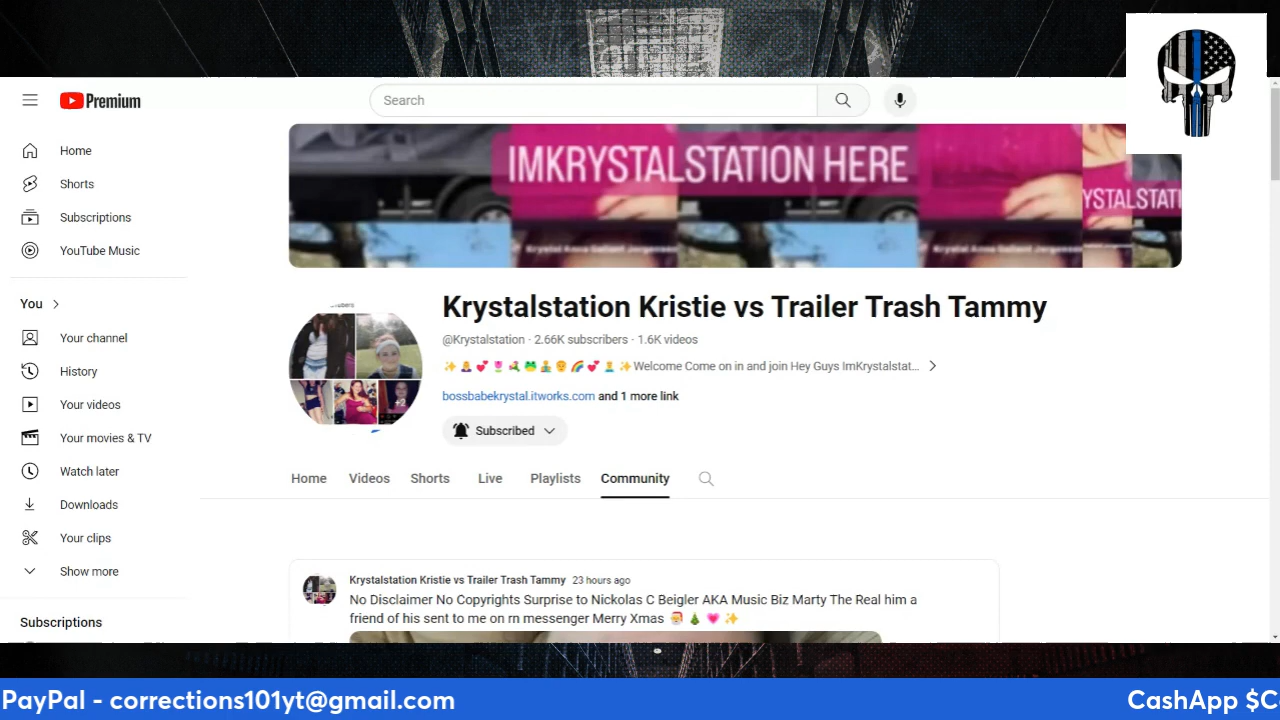 Premium
Search
Home
Shorts
Subscriptions
YouTube Music
You
Your channel
History
Your videos
Your movies & TV
Watch later
Downloads
Your clips
Show more
Subscriptions
IMKRYSTALSTATION HERE
YSTALSTATI
Krystalstation Kristie vs Trailer Trash Tammy
@Krystalstation · 2.66K subscribers · 1.6K videos
Welcome Come on in and join Hey Guys ImKrystalstat...
bossbabekrystal.itworks.com and 1 more link
Subscribed
Home Videos Shorts Live Playlists Community
Krystalstation Kristie vs Trailer Trash Tammy 23 hours ago
No Disclaimer No Copyrights Surprise to Nickolas C Beigler AKA Music Biz Marty The Real him a
friend of his sent to me on rn messenger Merry Xmas
PayPal - corrections101yt@gmail.com
CashApp $C